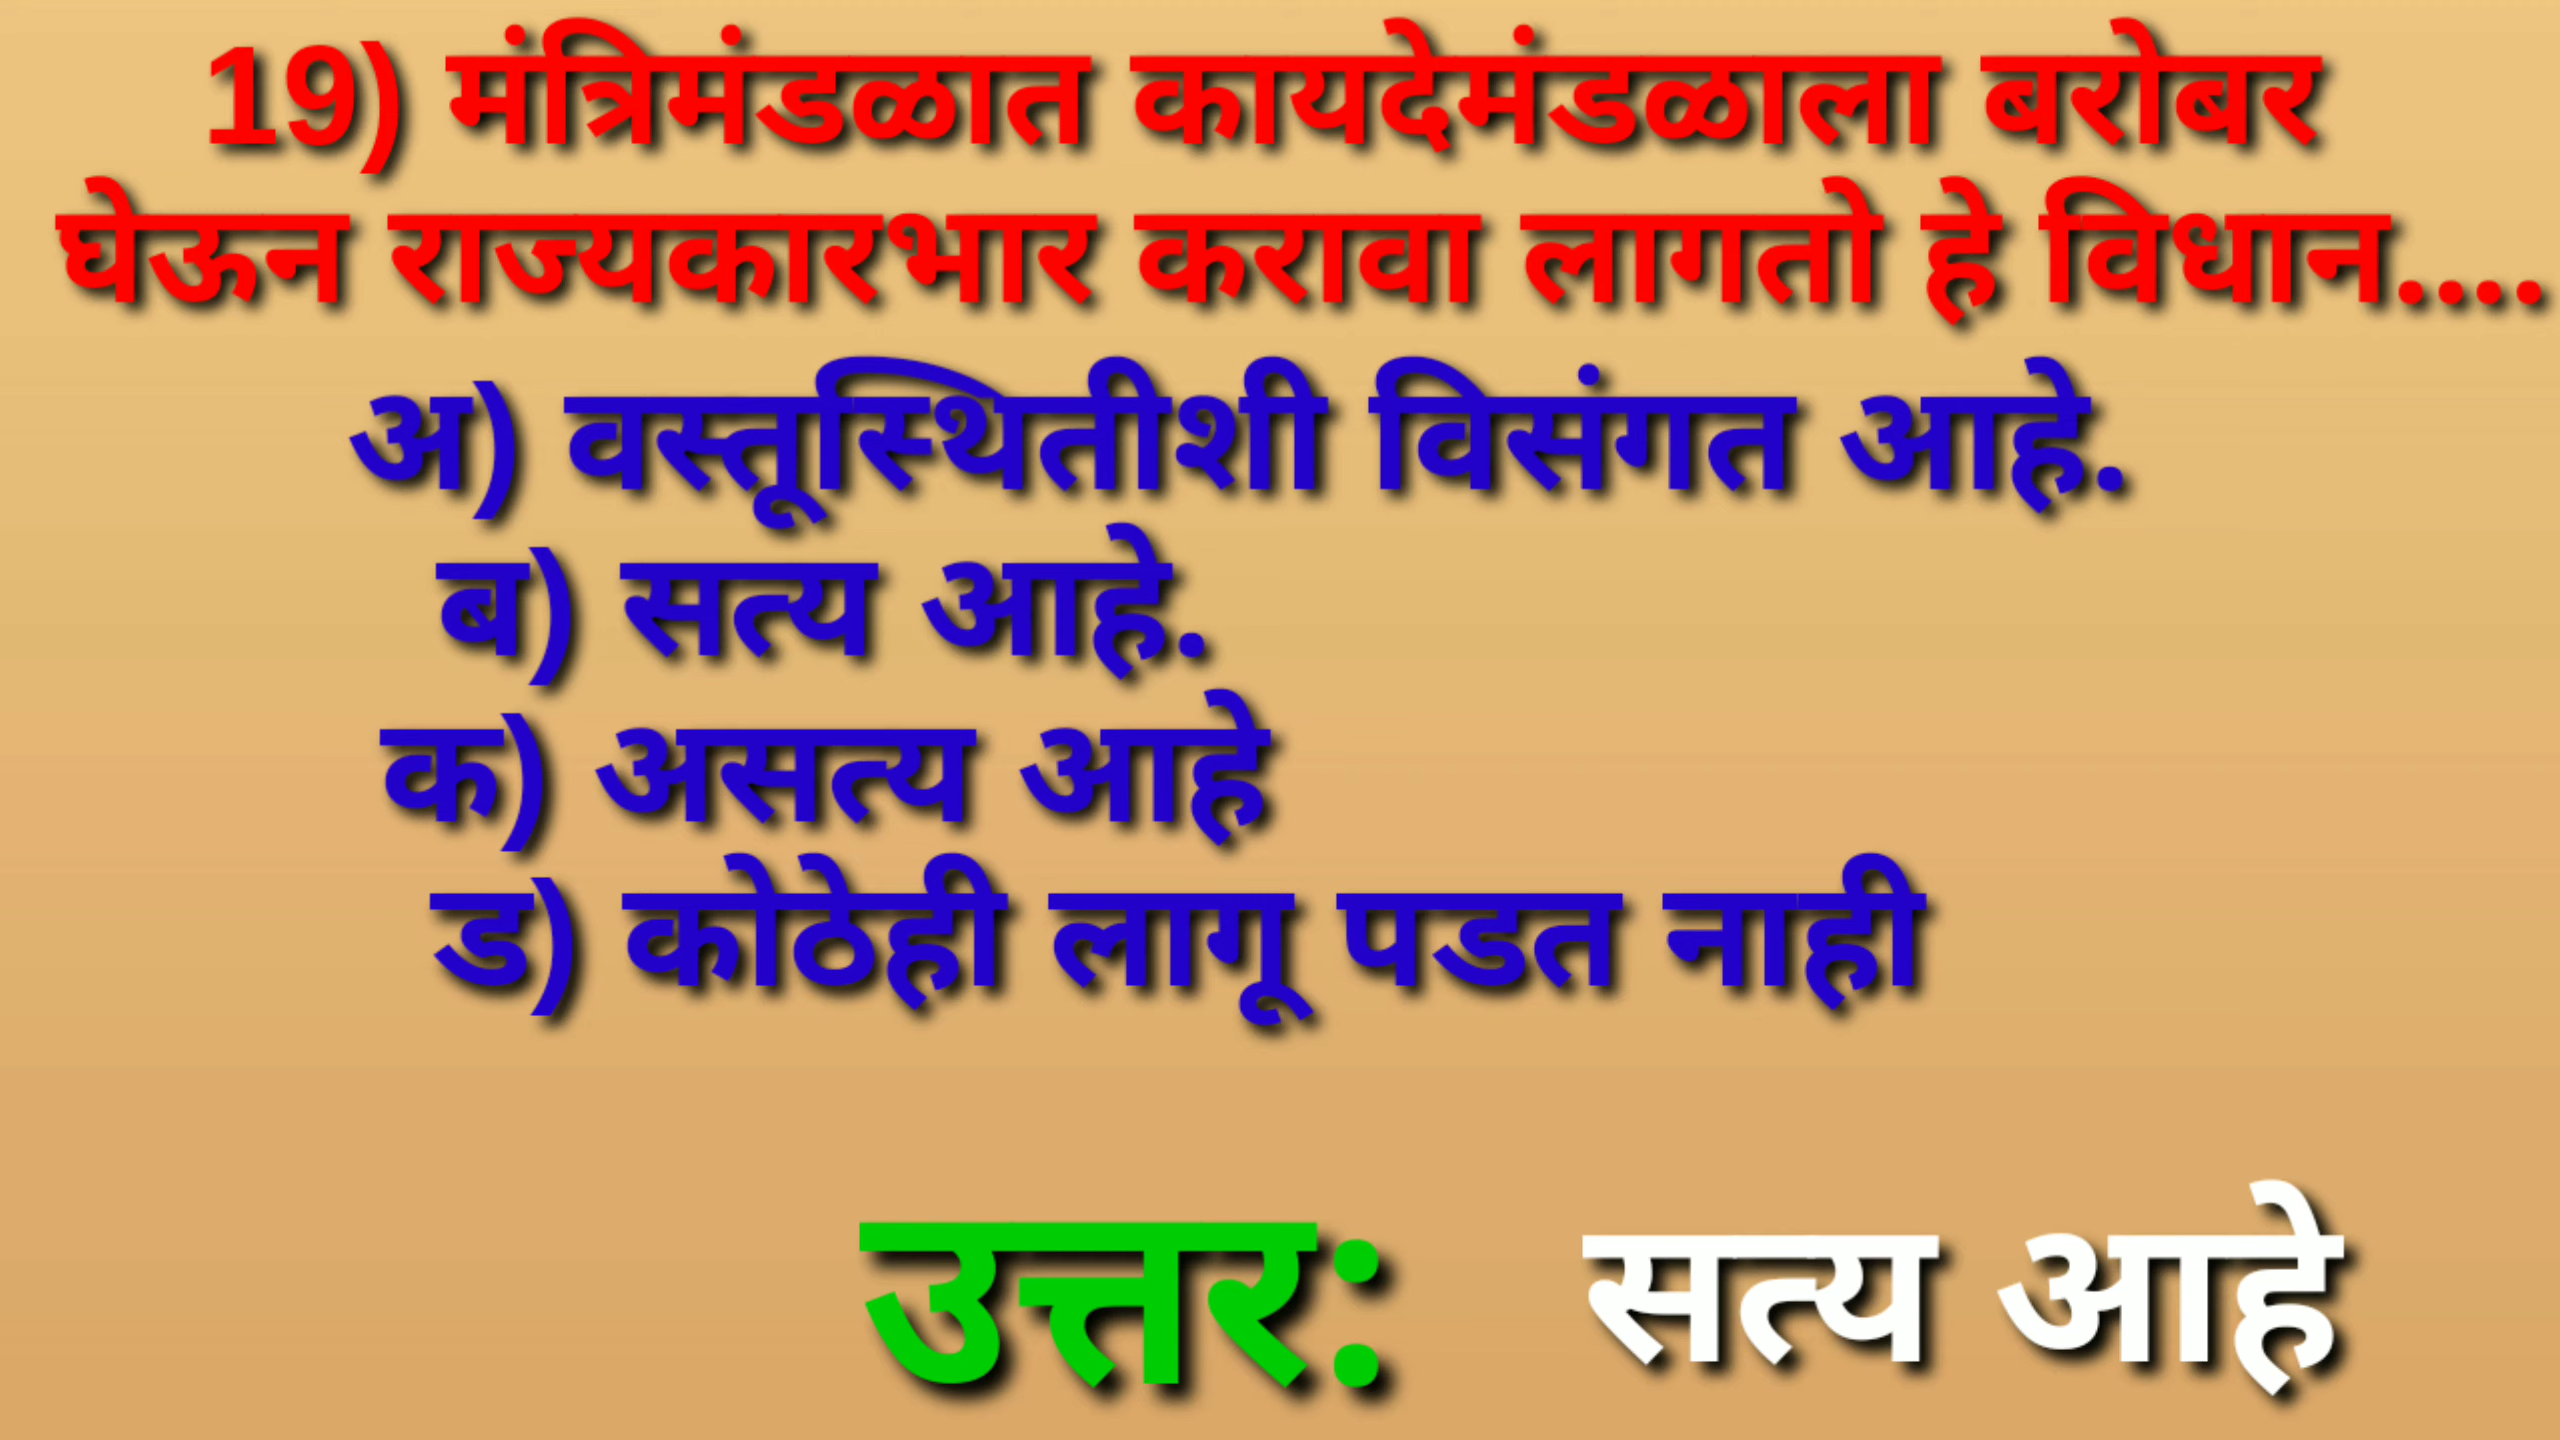 19) मंत्रिमंडळात कायदेमंडळाला बरोबर
घेऊन राज्यकारभार करावा लागतो हे विधान....
अ) वस्तूस्थितीशी विसंगत आहे.
ब) सत्य आहे.
क) असत्य आहे
ड) कोठेही लागू पडत नाही
उत्तर: सत्य आहे